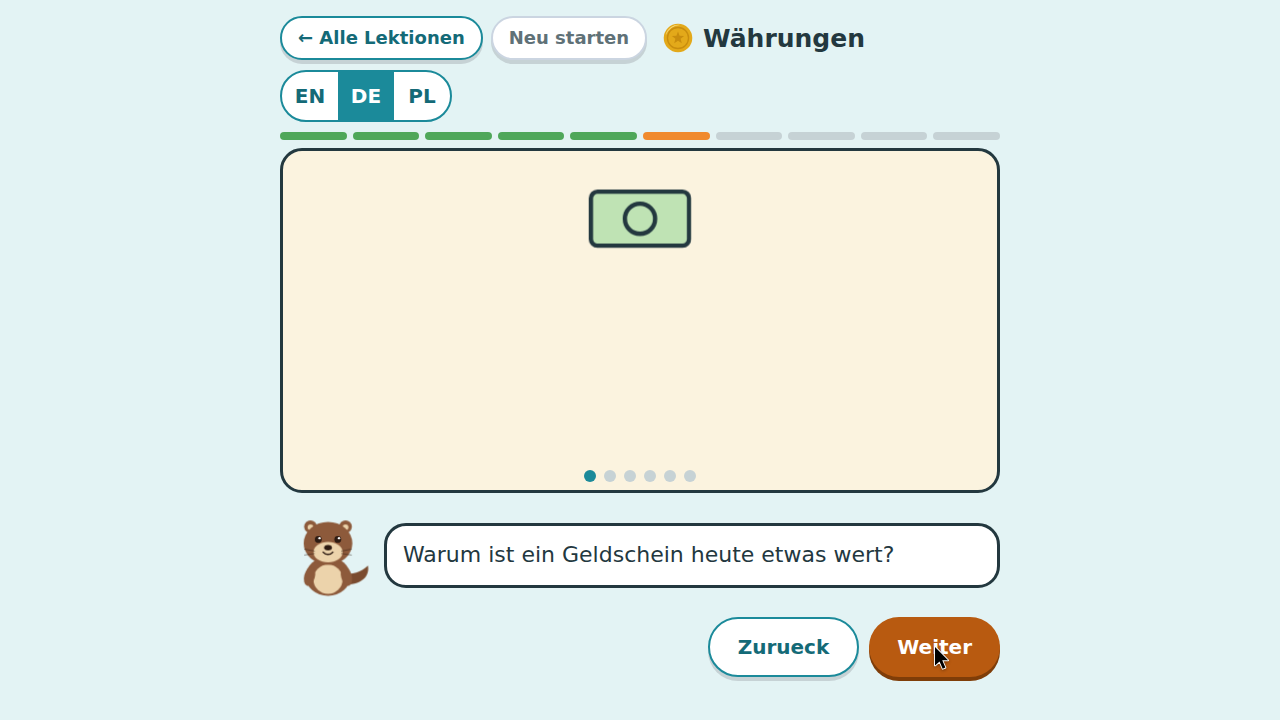 ← Alle Lektionen
Neu starten
Währungen
EN DE PL
Warum ist ein Geldschein heute etwas wert?
Zurueck
Weiter